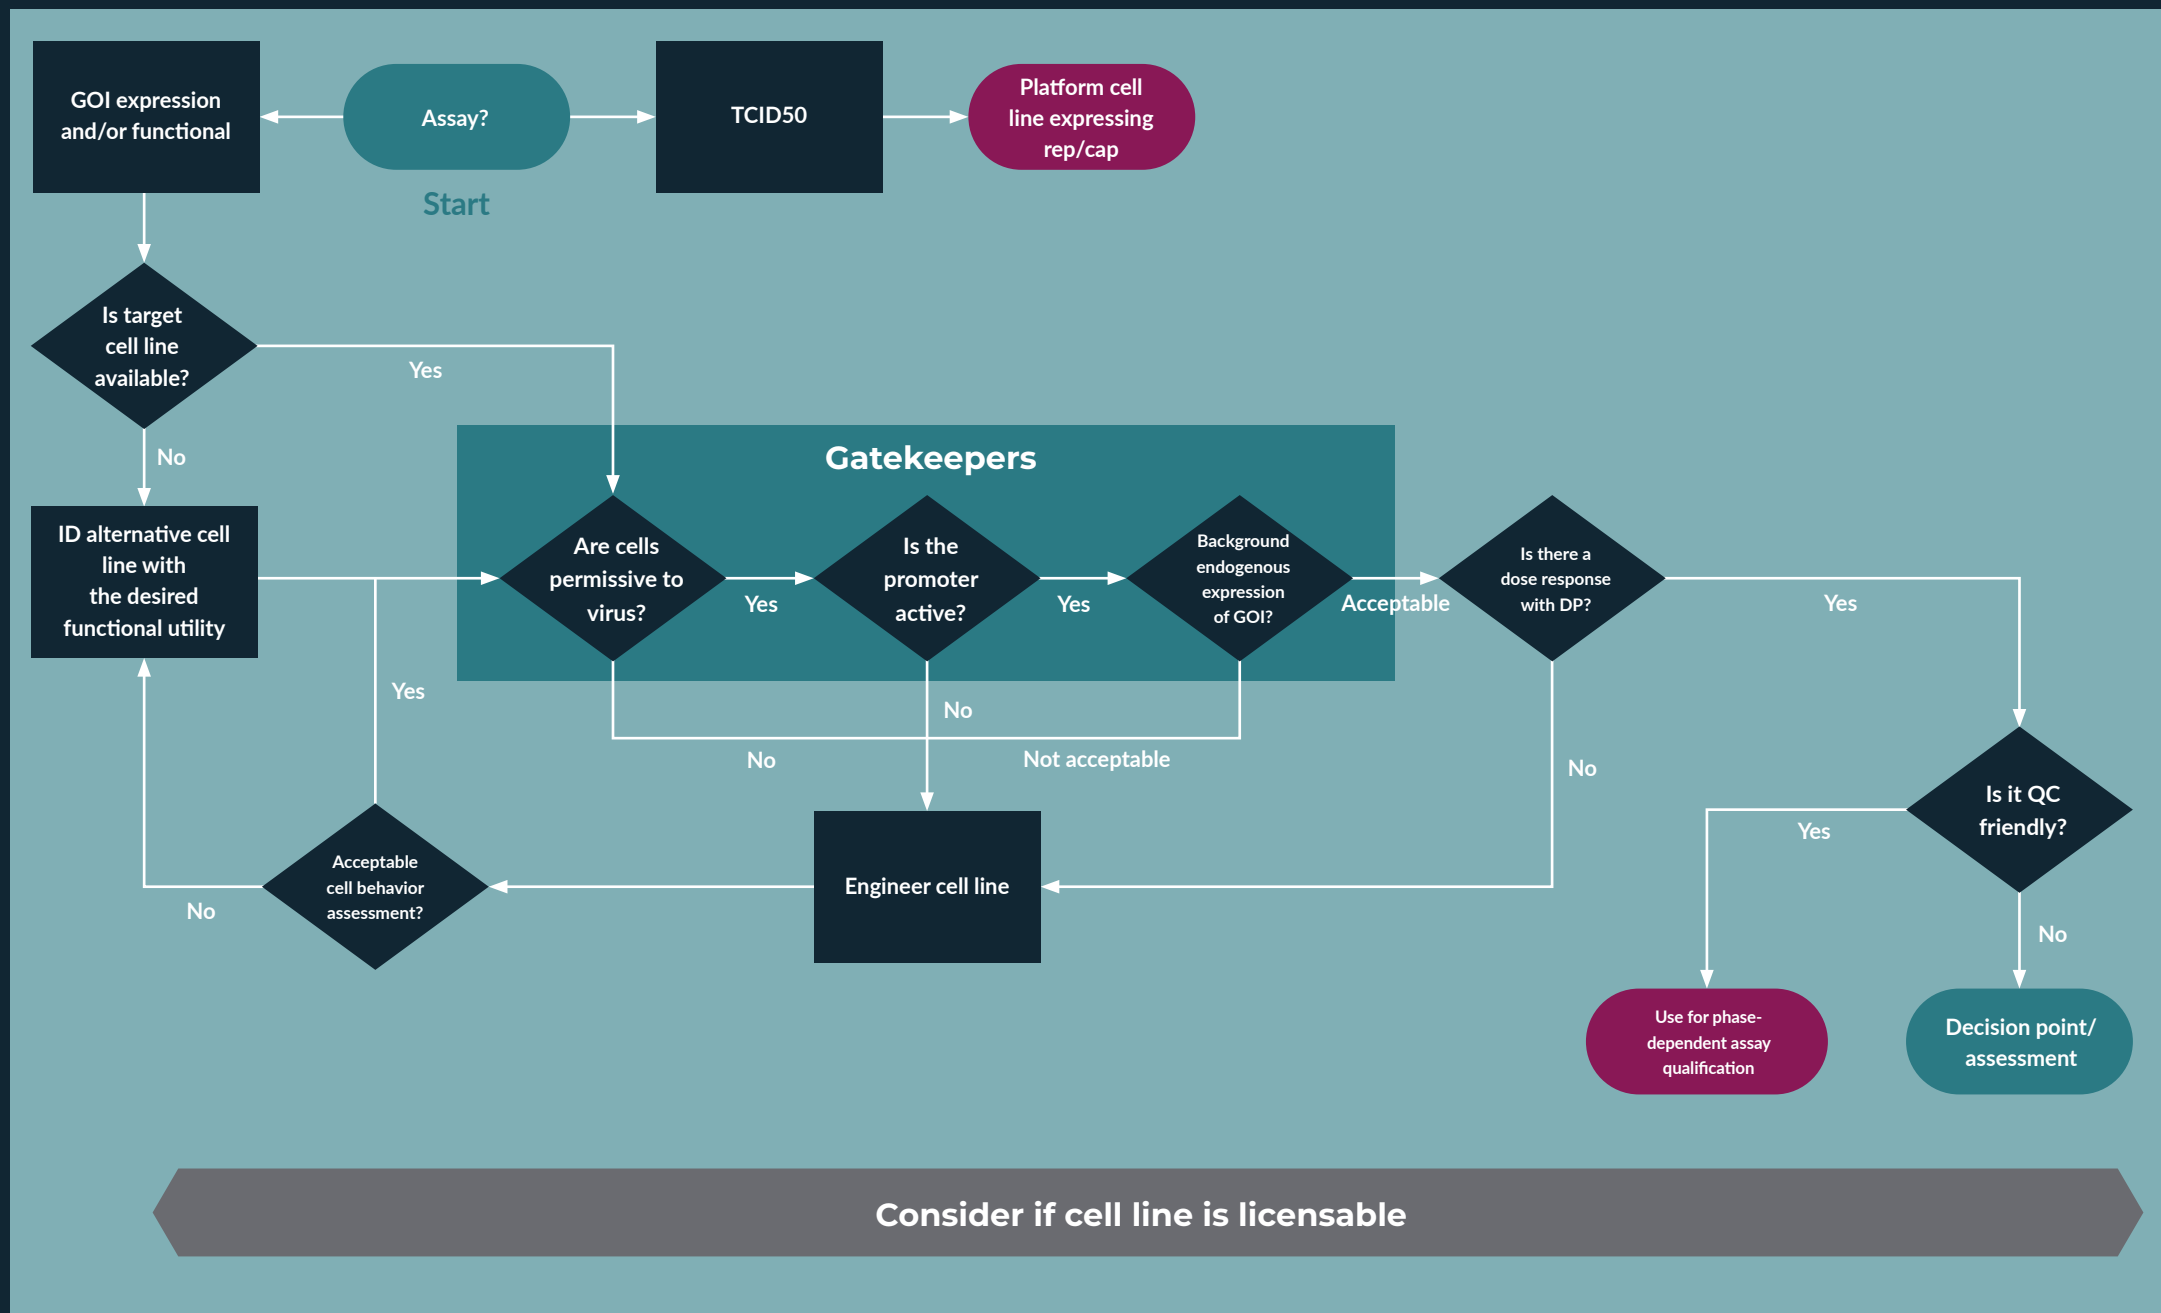 GOI expression
and/or functional
Assay?
Start
TCID50
Platform cell
line expressing
rep/cap
Is target
cell line
available?
Yes
No
ID alternative cell
line with
the desired
functional utility
Gatekeepers
Are cells
permissive to
virus?
Yes
Is the
promoter
active?
Yes
Background
endogenous
expression
of GOI?
Acceptable
Is there a
dose response
with DP?
Yes
Yes
No
No
Not acceptable
No
Is it QC
friendly?
Yes
No
Acceptable
cell behavior
assessment?
No
Engineer cell line
Use for phase-
dependent assay
qualification
Decision point/
assessment
Consider if cell line is licensable